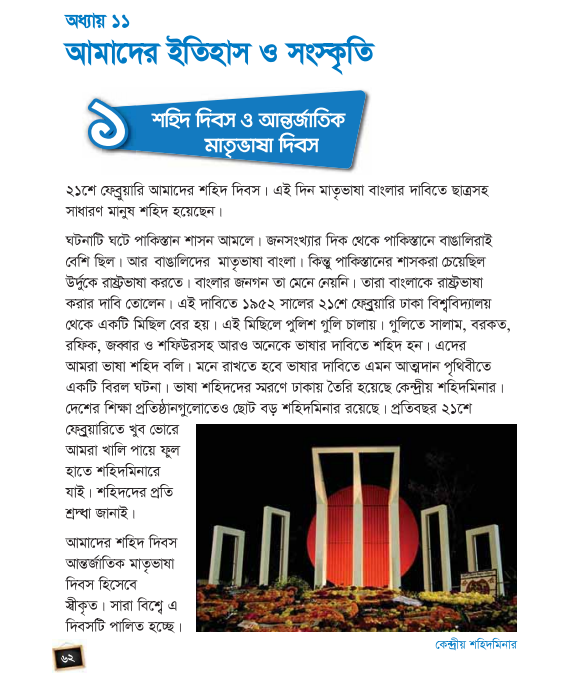 অধ্যায় ১১
আমাদের ইতিহাস ও সংস্কৃতি
১
শহিদ দিবস ও আন্তর্জাতিক
মাতৃভাষা দিবস
২১শে ফেব্রুয়ারি আমাদের শহিদ দিবস। এই দিন মাতৃভাষা বাংলার দাবিতে ছাত্রসহ
সাধারণ মানুষ শহিদ হয়েছেন।
ঘটনাটি ঘটে পাকিস্তান শাসন আমলে। জনসংখ্যার দিক থেকে পাকিস্তানে বাঙালিরাই
বেশি ছিল। আর বাঙালিদের মাতৃভাষা বাংলা। কিন্তু পাকিস্তানের শাসকরা চেয়েছিল
উর্দুকে রাষ্ট্রভাষা করতে। বাংলার জনগন তা মেনে নেয়নি। তারা বাংলাকে রাষ্ট্রভাষা
করার দাবি তোলেন। এই দাবিতে ১৯৫২ সালের ২১শে ফেব্রুয়ারি ঢাকা বিশ্ববিদ্যালয়
থেকে একটি মিছিল বের হয়। এই মিছিলে পুলিশ গুলি চালায়। গুলিতে সালাম, বরকত,
রফিক, জব্বার ও শফিউরসহ আরও অনেকে ভাষার দাবিতে শহিদ হন। এদের
আমরা ভাষা শহিদ বলি। মনে রাখতে হবে ভাষার দাবিতে এমন আত্মদান পৃথিবীতে
একটি বিরল ঘটনা। ভাষা শহিদদের স্মরণে ঢাকায় তৈরি হয়েছে কেন্দ্রীয় শহিদমিনার।
দেশের শিক্ষা প্রতিষ্ঠানগুলোতেও ছোট বড় শহিদমিনার রয়েছে। প্রতিবছর ২১শে
ফেব্রুয়ারিতে খুব ভোরে
আমরা খালি পায়ে ফুল
হাতে শহিদমিনারে
যাই। শহিদদের প্রতি
শ্রদ্ধা জানাই।
আমাদের শহিদ দিবস
আন্তর্জাতিক মাতৃভাষা
দিবস হিসেবে
স্বীকৃত। সারা বিশ্বে এ
দিবসটি পালিত হচ্ছে।
কেন্দ্রীয় শহিদমিনার
৬২